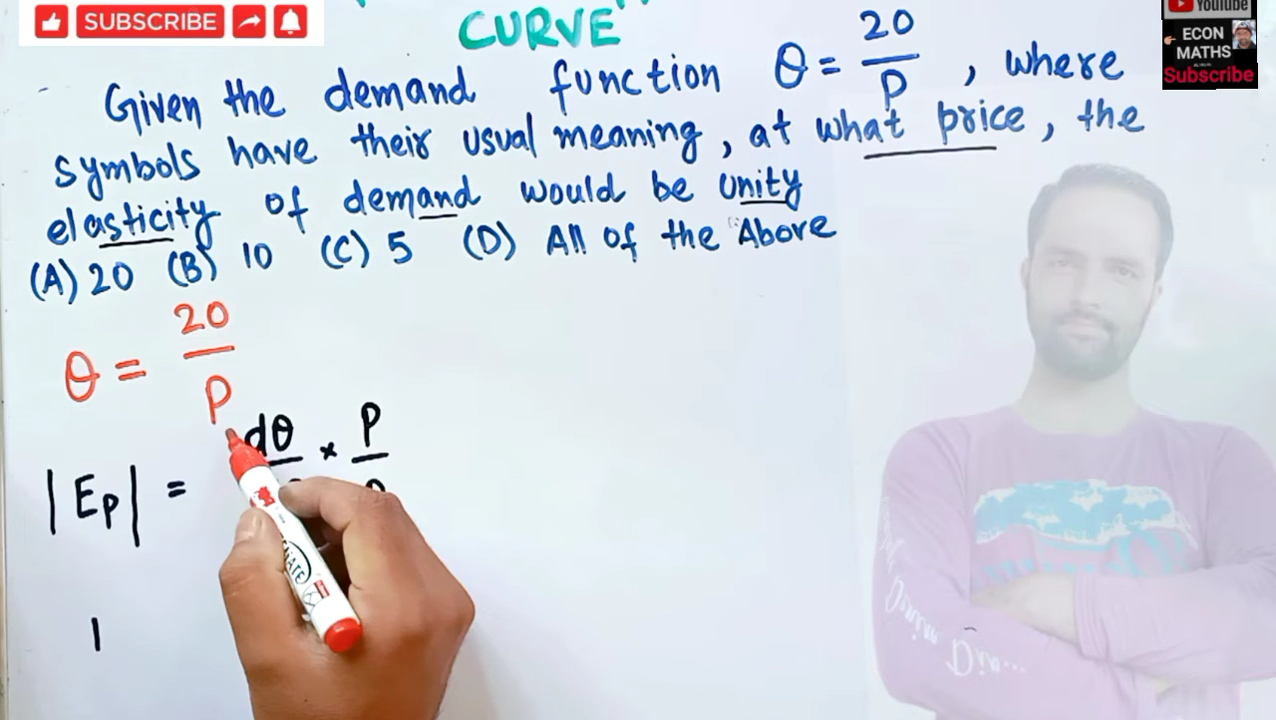 SUBSCRIBE
CURVE"
YouTube
ECON
MATHS
Subscribe
Given the demand function Q = 20/P , where
symbols have their usual meaning, at what price, the
elasticity of demand would be unity
(A) 20 (B) 10 (C) 5 (D) All of the Above
Q = 20/P
|Ep| = dQ × P
1